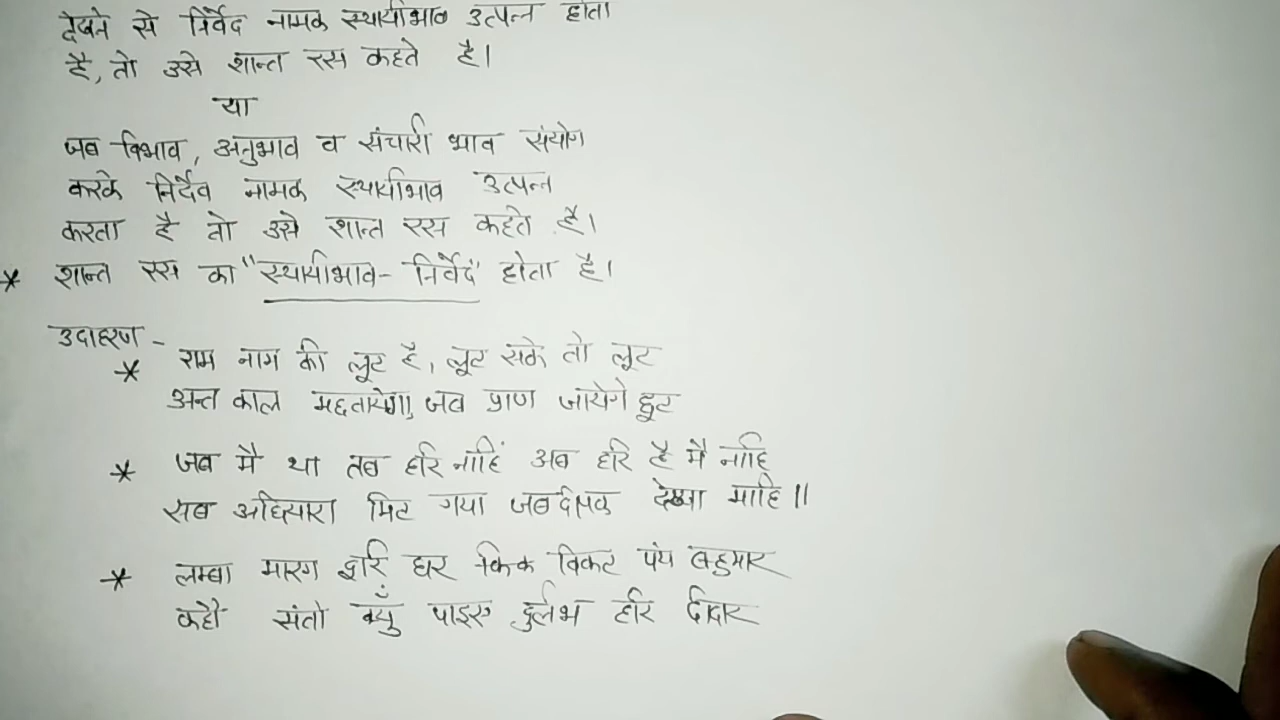 देखने से निर्वेद नामक स्थायीभाव उत्पन्न होता
है, तो उसे शान्त रस कहते है।
या
जब विभाव, अनुभाव व संचारी भाव संयोग
करके निर्देव नामक स्थायीभाव उत्पन्न
करता है तो उसे शान्त रस कहते है।
* शान्त रस का "स्थायीभाव- निर्वेद" होता है।
उदाहरण -
* राम नाम की लूट है, लूट सके तो लूट
अन्त काल जब प्राण जायेगे छूट
* जब मै था तब हरि नाहिं अब हरि है मै नाहि
सब अंधियारा मिट गया जब दीपक देख्या माहि॥
* लम्बा मारग घर विकट पंथ बहुमार
कहौ संतो क्युँ पाइए दुर्लभ हरि दीदार